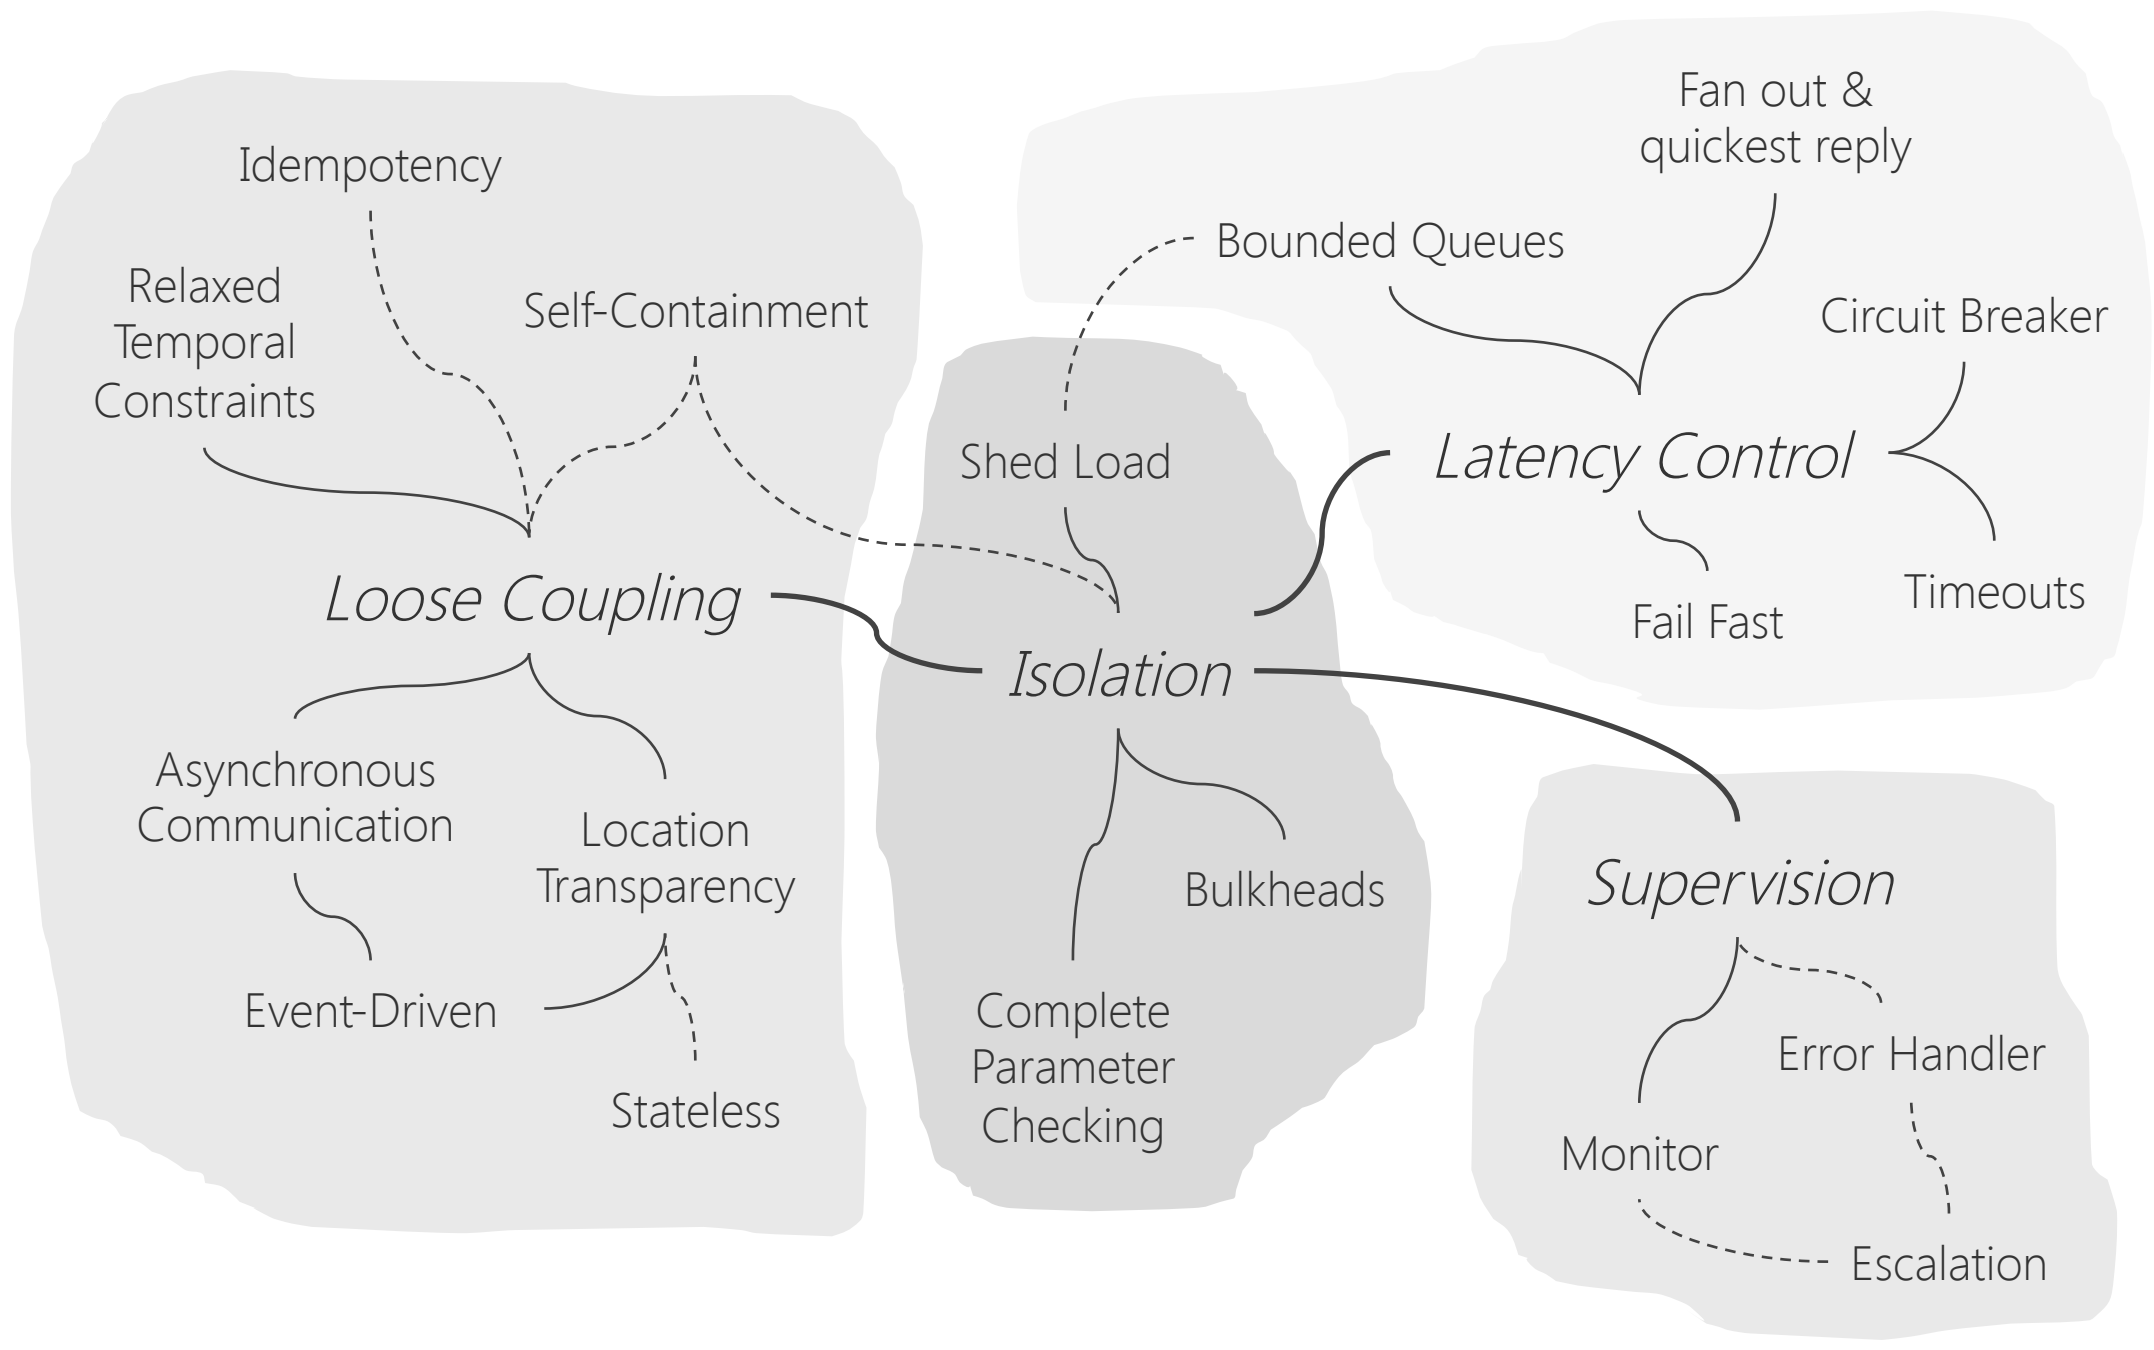 Idempotency
Relaxed
Temporal
Constraints
Self-Containment
Loose Coupling
Asynchronous
Communication
Location
Transparency
Event-Driven
Stateless
Shed Load
Isolation
Bulkheads
Complete
Parameter
Checking
Fan out &
quickest reply
Bounded Queues
Circuit Breaker
Latency Control
Timeouts
Fail Fast
Supervision
Error Handler
Monitor
Escalation